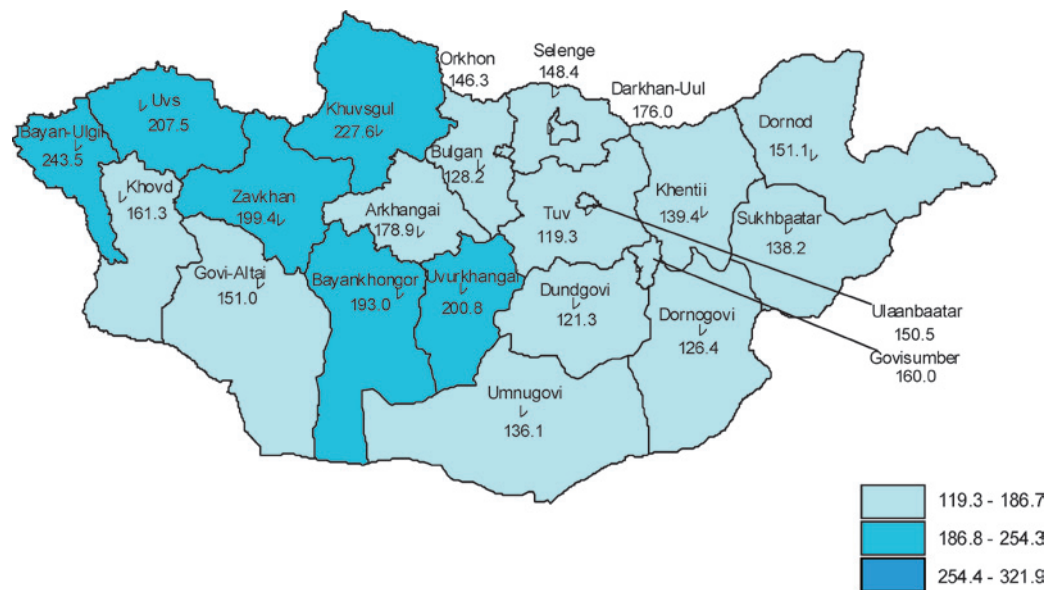 Orkhon
146.3
Selenge
148.4
Darkhan-Uul
176.0
Uvs
207.5
Khuvsgul
227.6
Bayan-Ulgii
243.5
Dornod
151.1
Bulgan
128.2
Khovd
161.3
Zavkhan
199.4
Khentii
139.4
Arkhangai
178.9
Tuv
119.3
Sukhbaatar
138.2
Govi-Altai
151.0
Bayankhongor
193.0
Uvurkhangai
200.8
Dundgovi
121.3
Dornogovi
126.4
Ulaanbaatar
150.5
Govisumber
160.0
Umnugovi
136.1
119.3 - 186.7
186.8 - 254.3
254.4 - 321.9